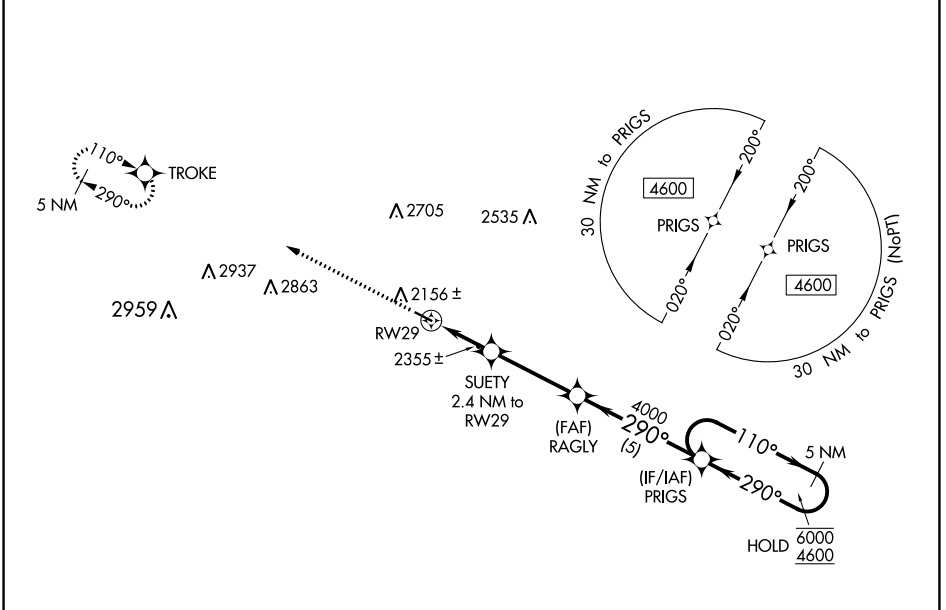 110°
TROKE
290°
5 NM
2705
2535
2937
2863
2959
2156 ±
RW29
2355 ±
SUETY
2.4 NM to
RW29
(FAF)
RAGLY
4000
290°
(5)
(IF/IAF)
PRIGS
110°
5 NM
290°
HOLD
6000
4600
30 NM to PRIGS
200°
4600
PRIGS
020°
200°
PRIGS
4600
020°
30 NM to PRIGS (NoPT)